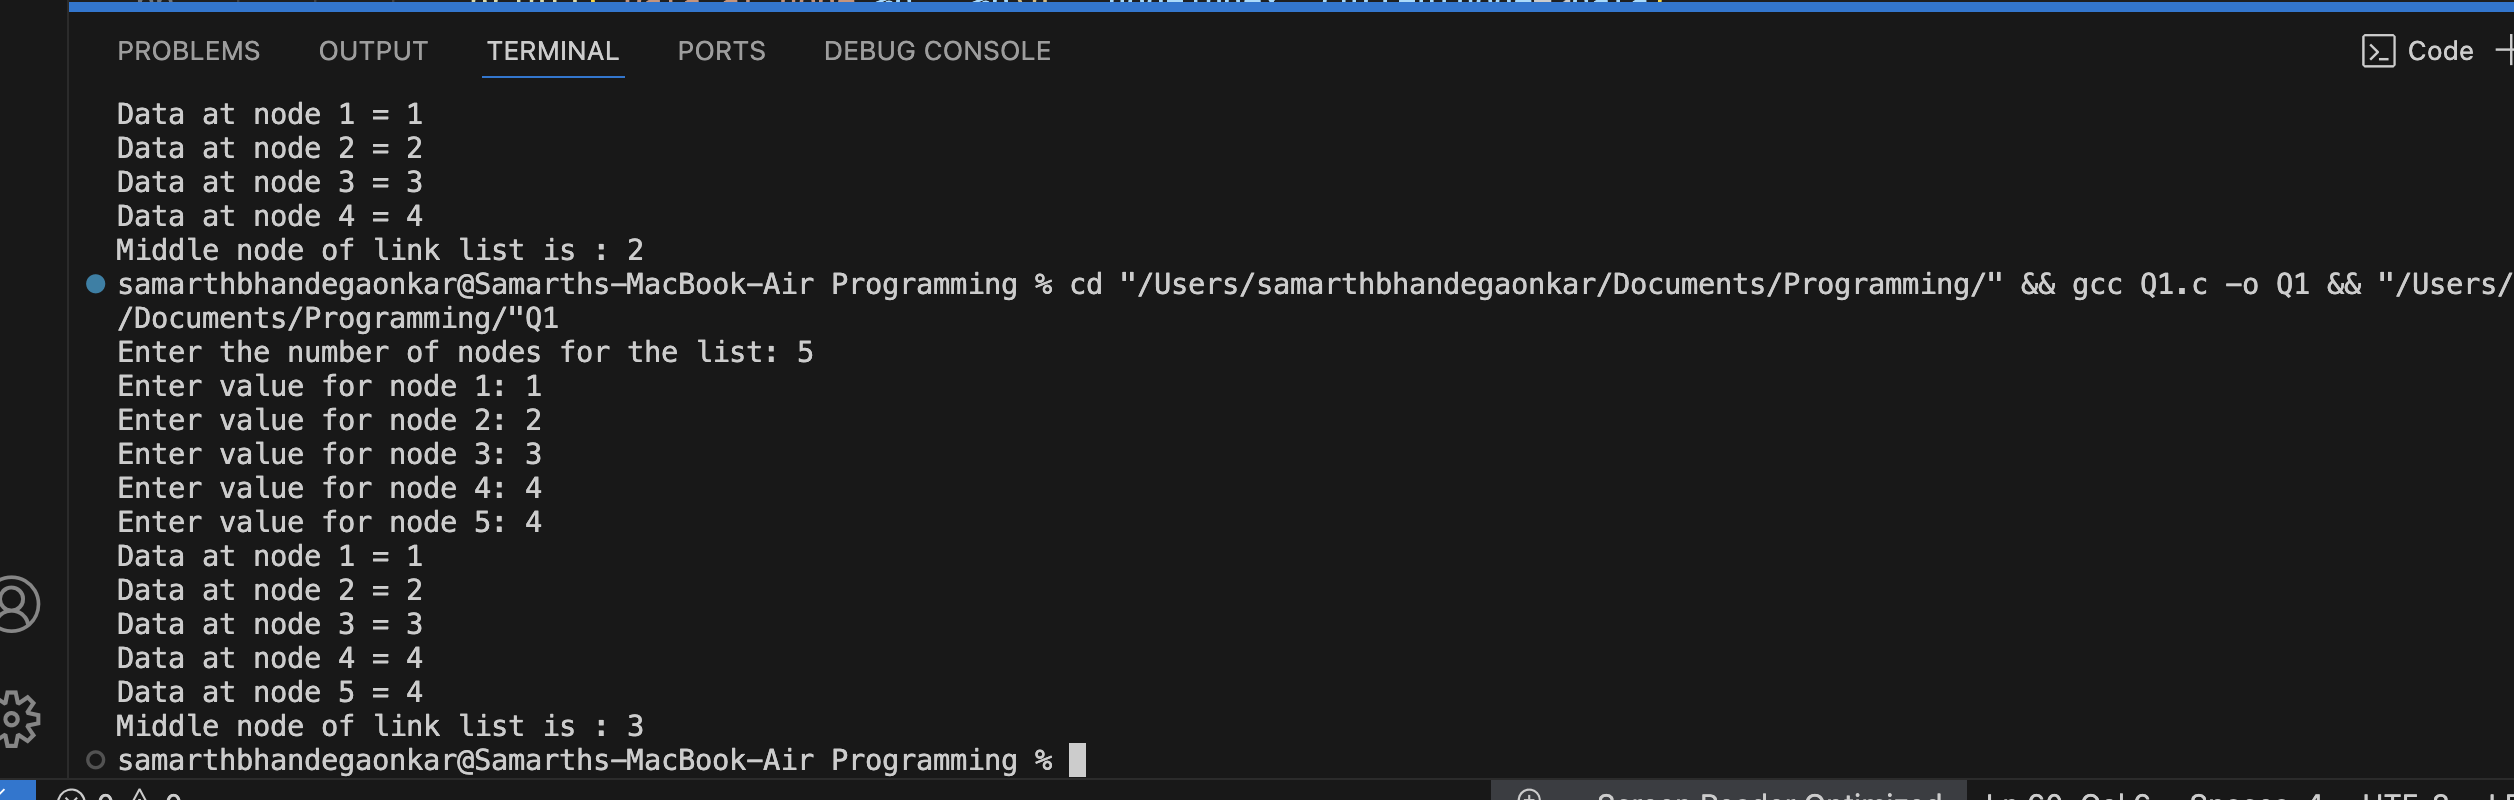 PROBLEMS OUTPUT TERMINAL PORTS DEBUG CONSOLE Code
Data at node 1 = 1
Data at node 2 = 2
Data at node 3 = 3
Data at node 4 = 4
Middle node of link list is : 2
samarthbhandegaonkar@Samarths-MacBook-Air Programming % cd "/Users/samarthbhandegaonkar/Documents/Programming/" && gcc Q1.c -o Q1 && "/Users/
/Documents/Programming/"Q1
Enter the number of nodes for the list: 5
Enter value for node 1: 1
Enter value for node 2: 2
Enter value for node 3: 3
Enter value for node 4: 4
Enter value for node 5: 4
Data at node 1 = 1
Data at node 2 = 2
Data at node 3 = 3
Data at node 4 = 4
Data at node 5 = 4
Middle node of link list is : 3
samarthbhandegaonkar@Samarths-MacBook-Air Programming %
Screen Reader Optimized